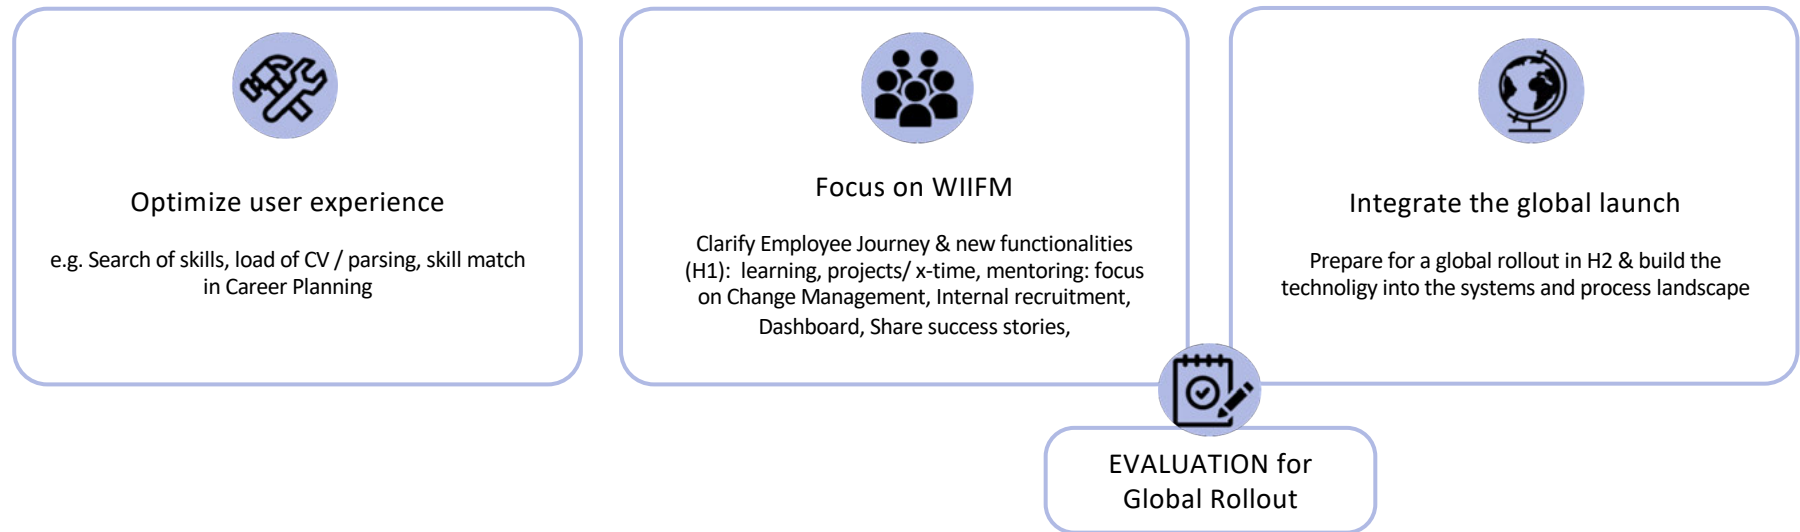 Optimize user experience
e.g. Search of skills, load of CV / parsing, skill match
in Career Planning
Focus on WIIFM
Clarify Employee Journey & new functionalities
(H1):  learning, projects/ x-time, mentoring: focus
on Change Management, Internal recruitment,
Dashboard, Share success stories,
Integrate the global launch
Prepare for a global rollout in H2 & build the
technoligy into the systems and process landscape
EVALUATION for
Global Rollout